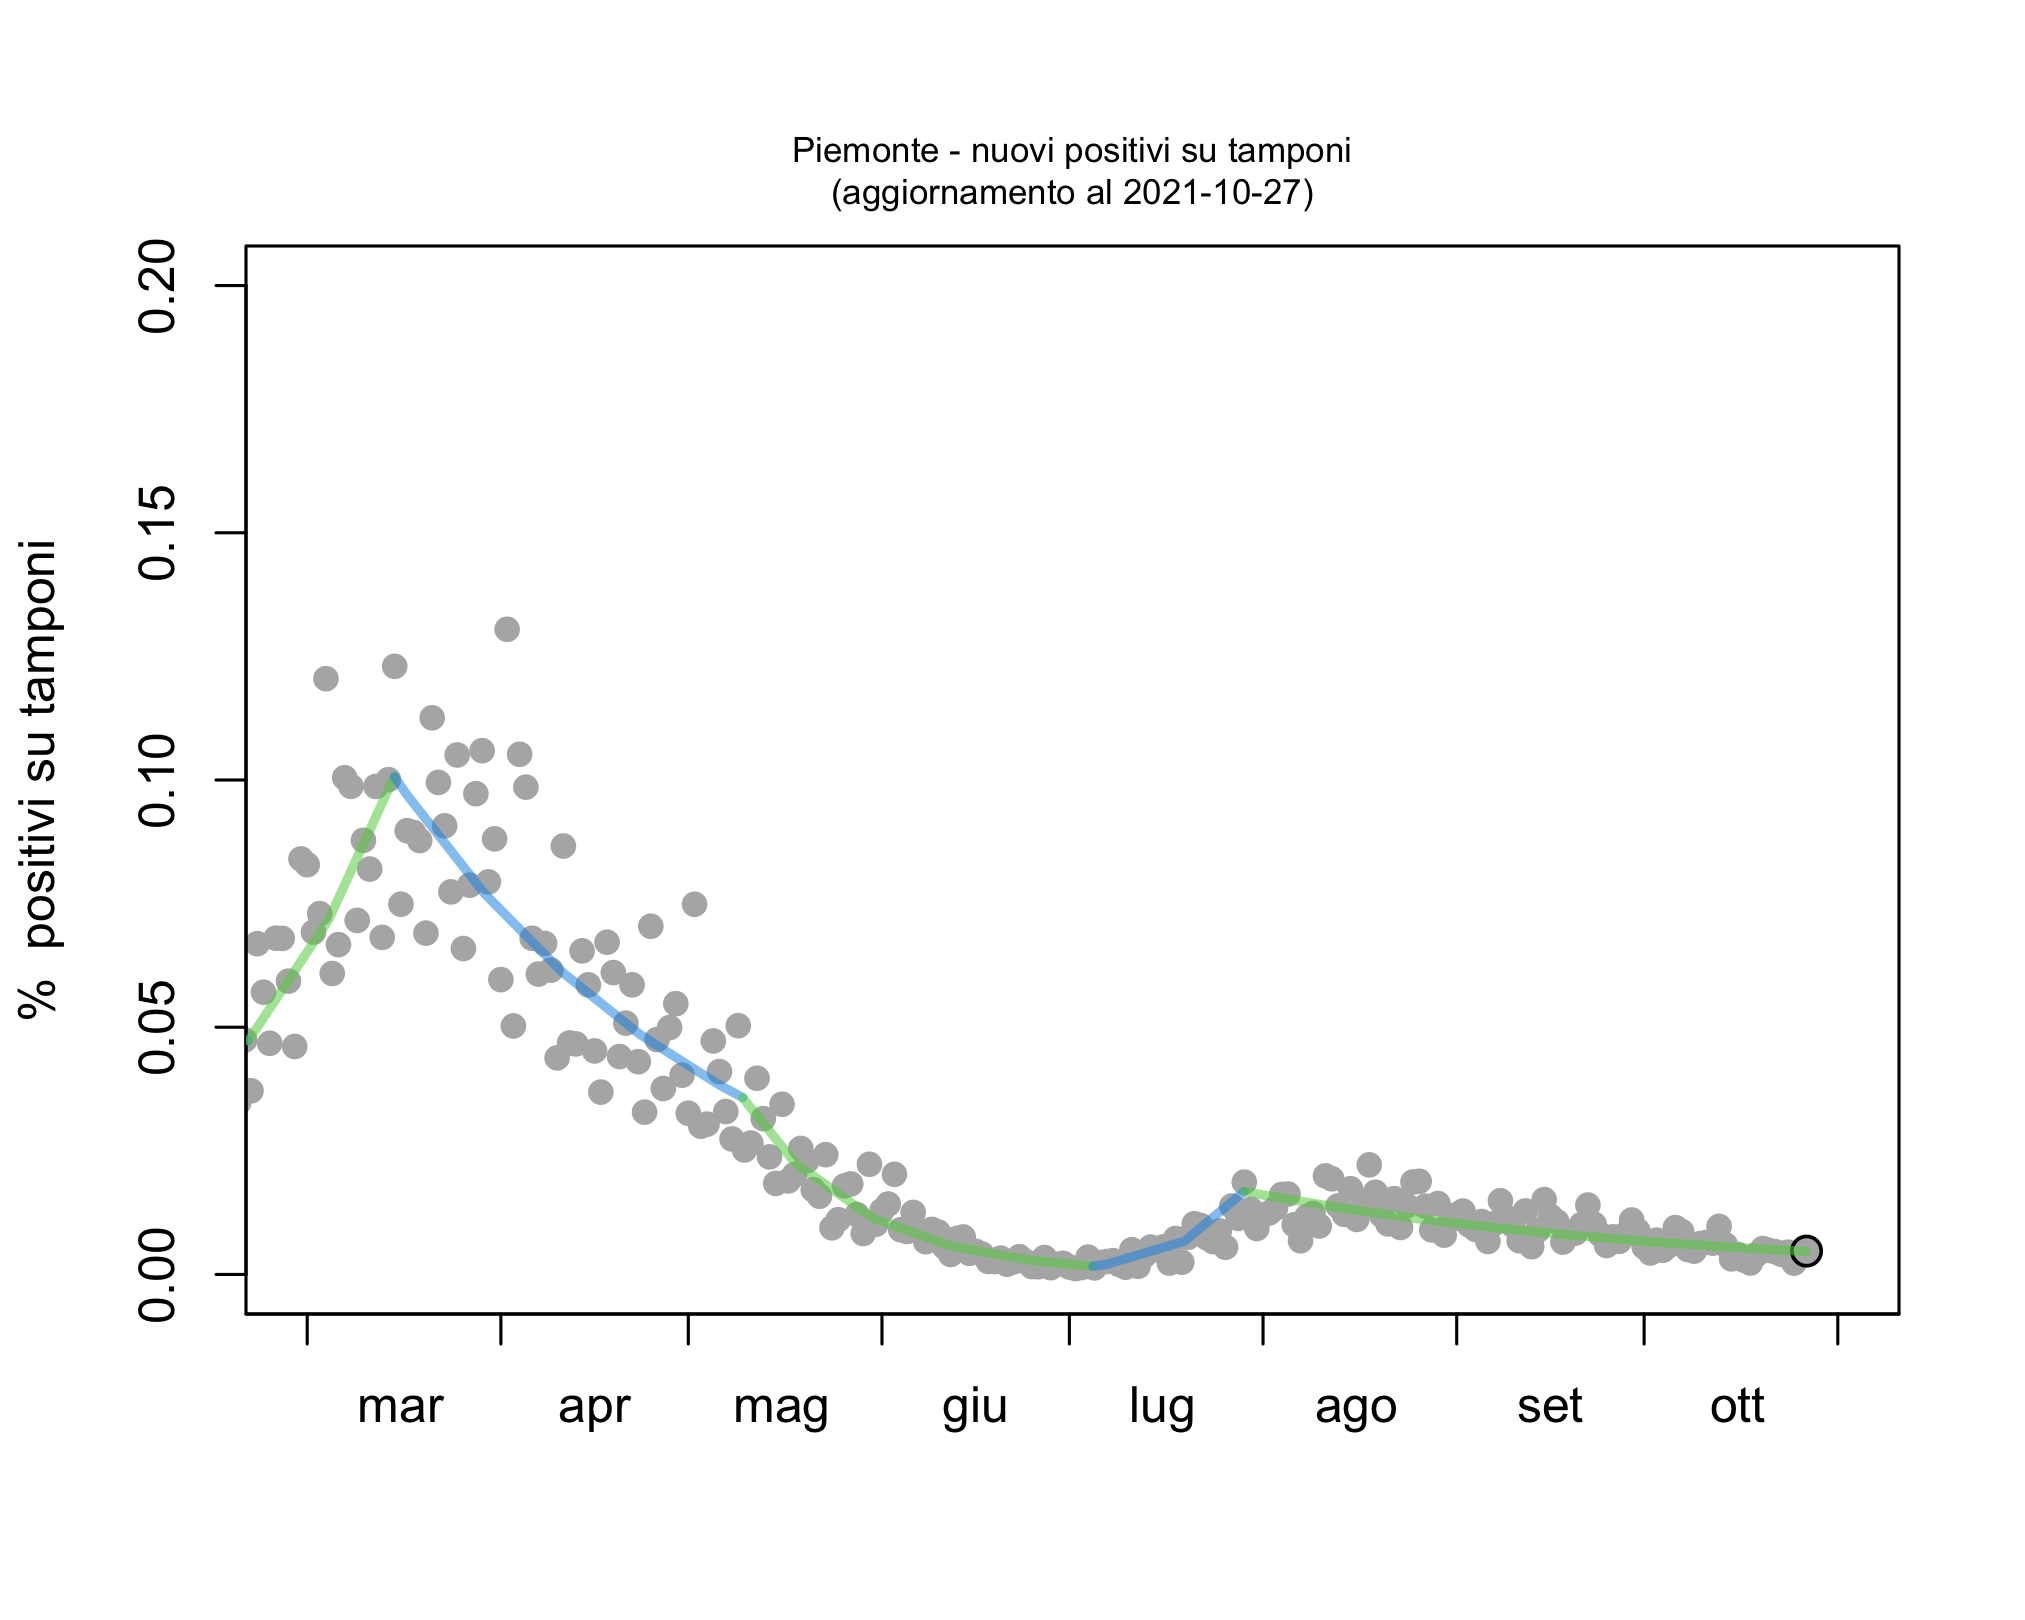 Piemonte - nuovi positivi su tamponi
(aggiornamento al 2021-10-27)
% positivi su tamponi
0.20
0.15
0.10
0.05
0.00
mar apr mag giu lug ago set ott